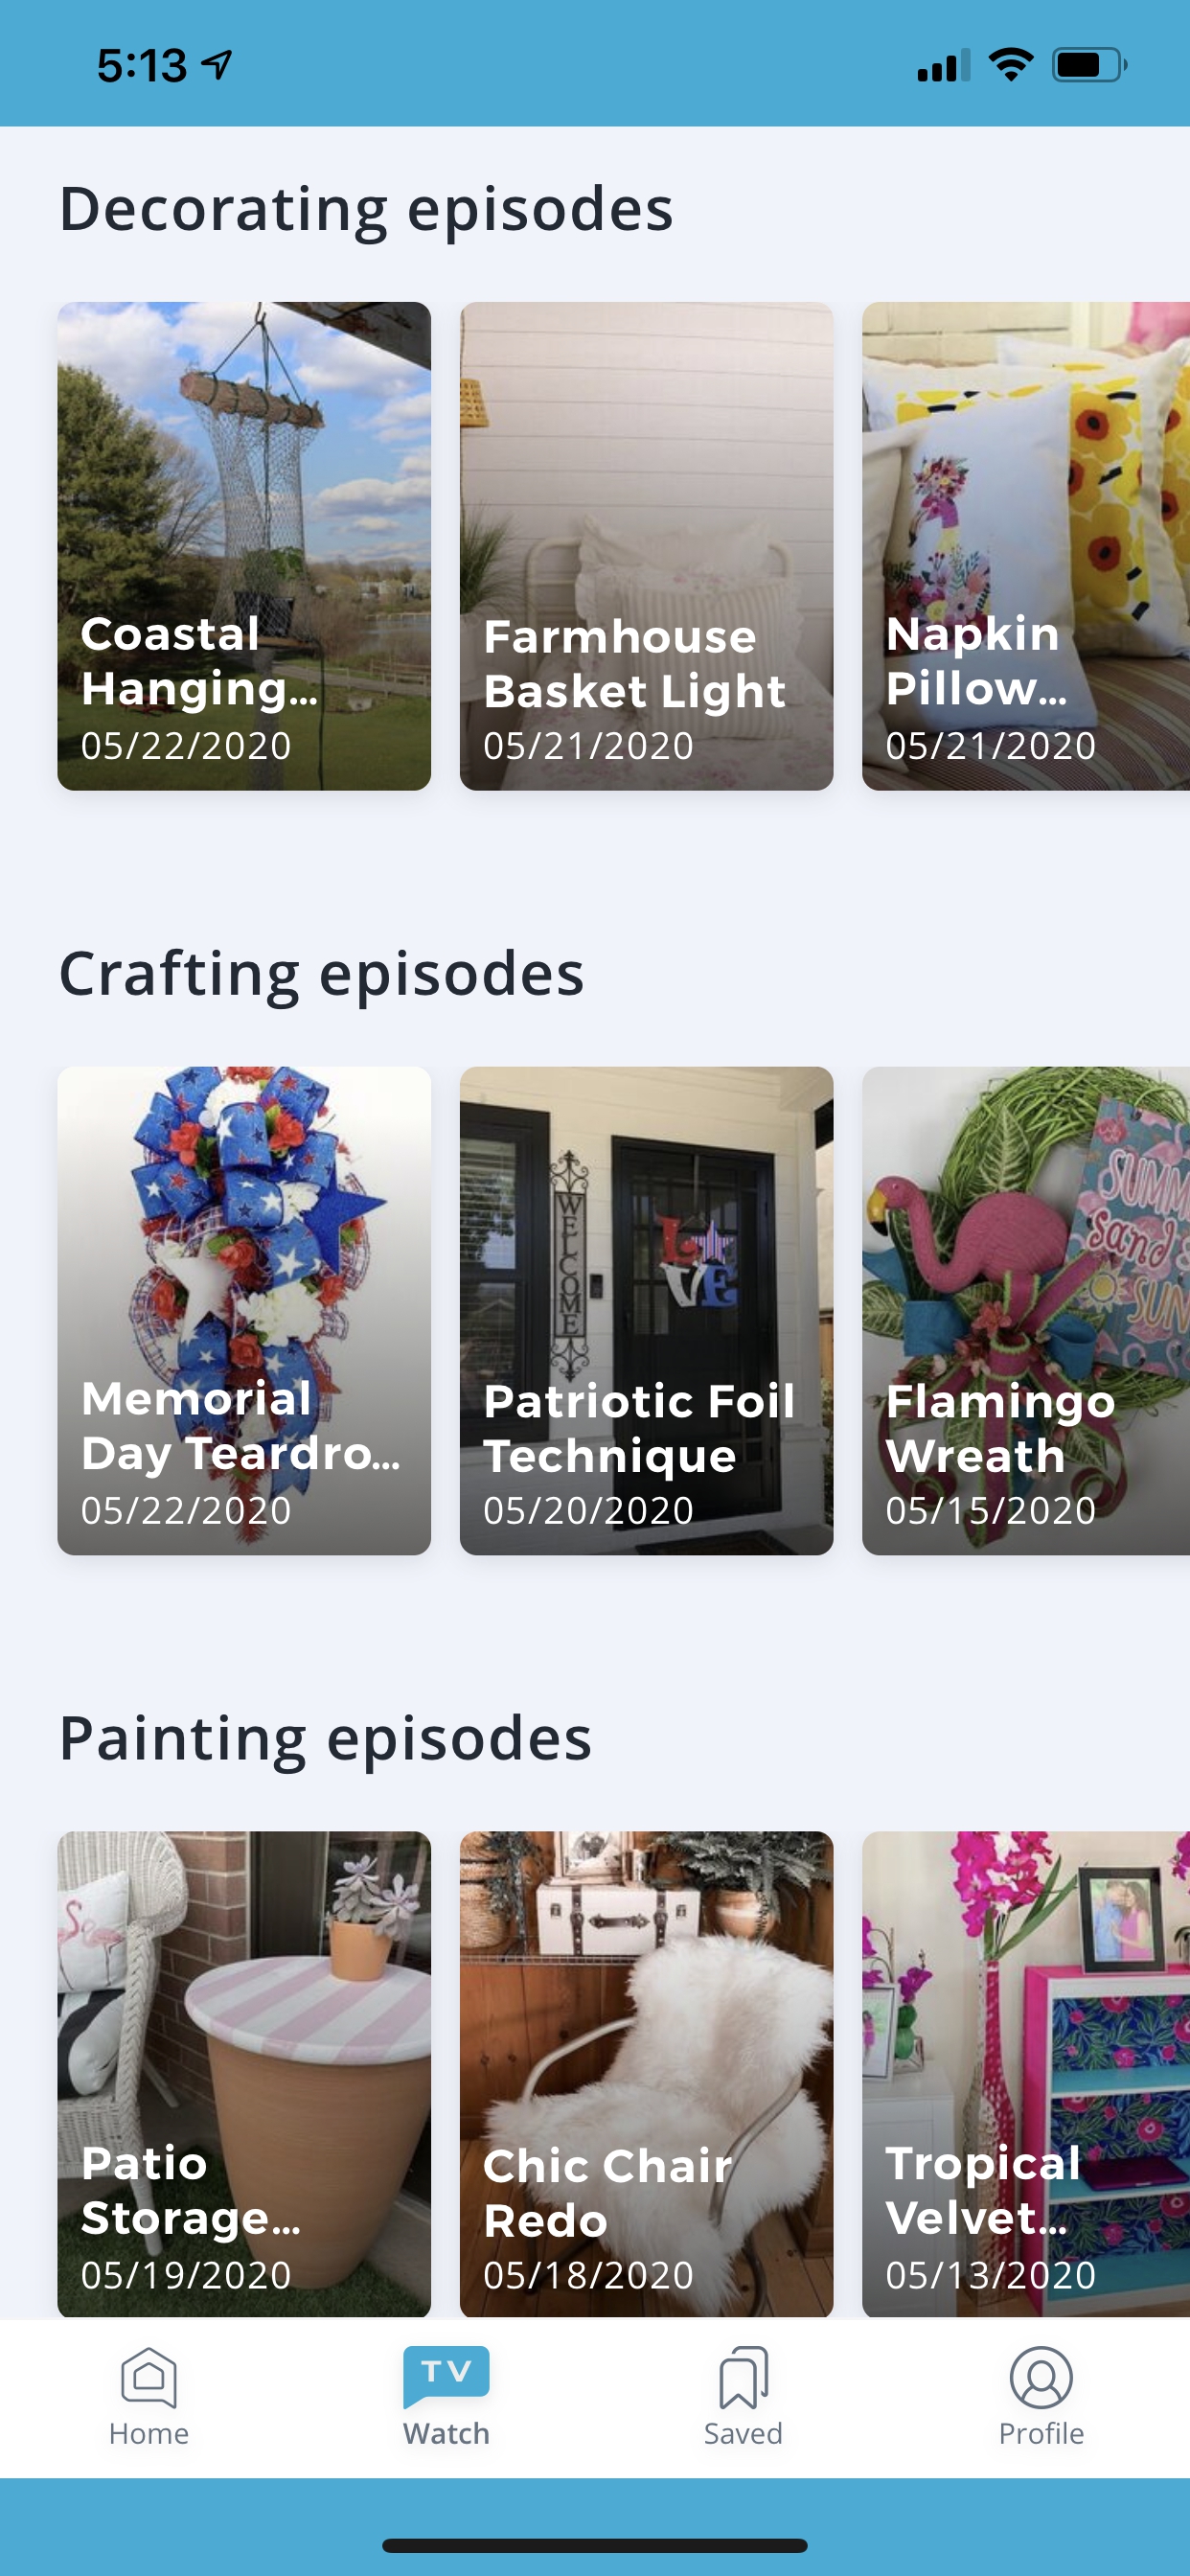 5:13
Decorating episodes
Coastal
Hanging...
05/22/2020
Farmhouse
Basket Light
05/21/2020
Napkin
Pillow...
05/21/2020
Crafting episodes
WELCOME
LOVE
SUMM
sand &
SUN
Memorial
Day Teardro...
05/22/2020
Patriotic Foil
Technique
05/20/2020
Flamingo
Wreath
05/15/2020
Painting episodes
Patio
Storage...
05/19/2020
Chic Chair
Redo
05/18/2020
Tropical
Velvet...
05/13/2020
Home
TV
Watch
Saved
Profile